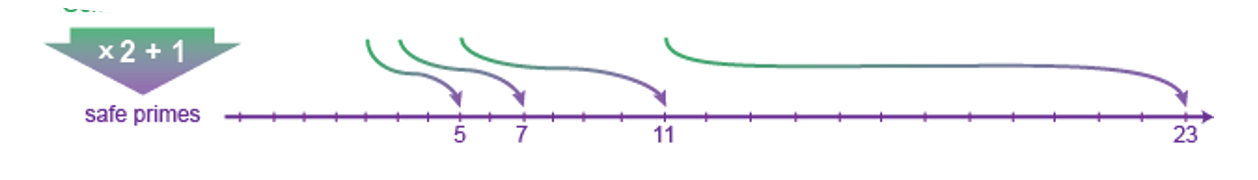 × 2 + 1
safe primes
5 7 11 23